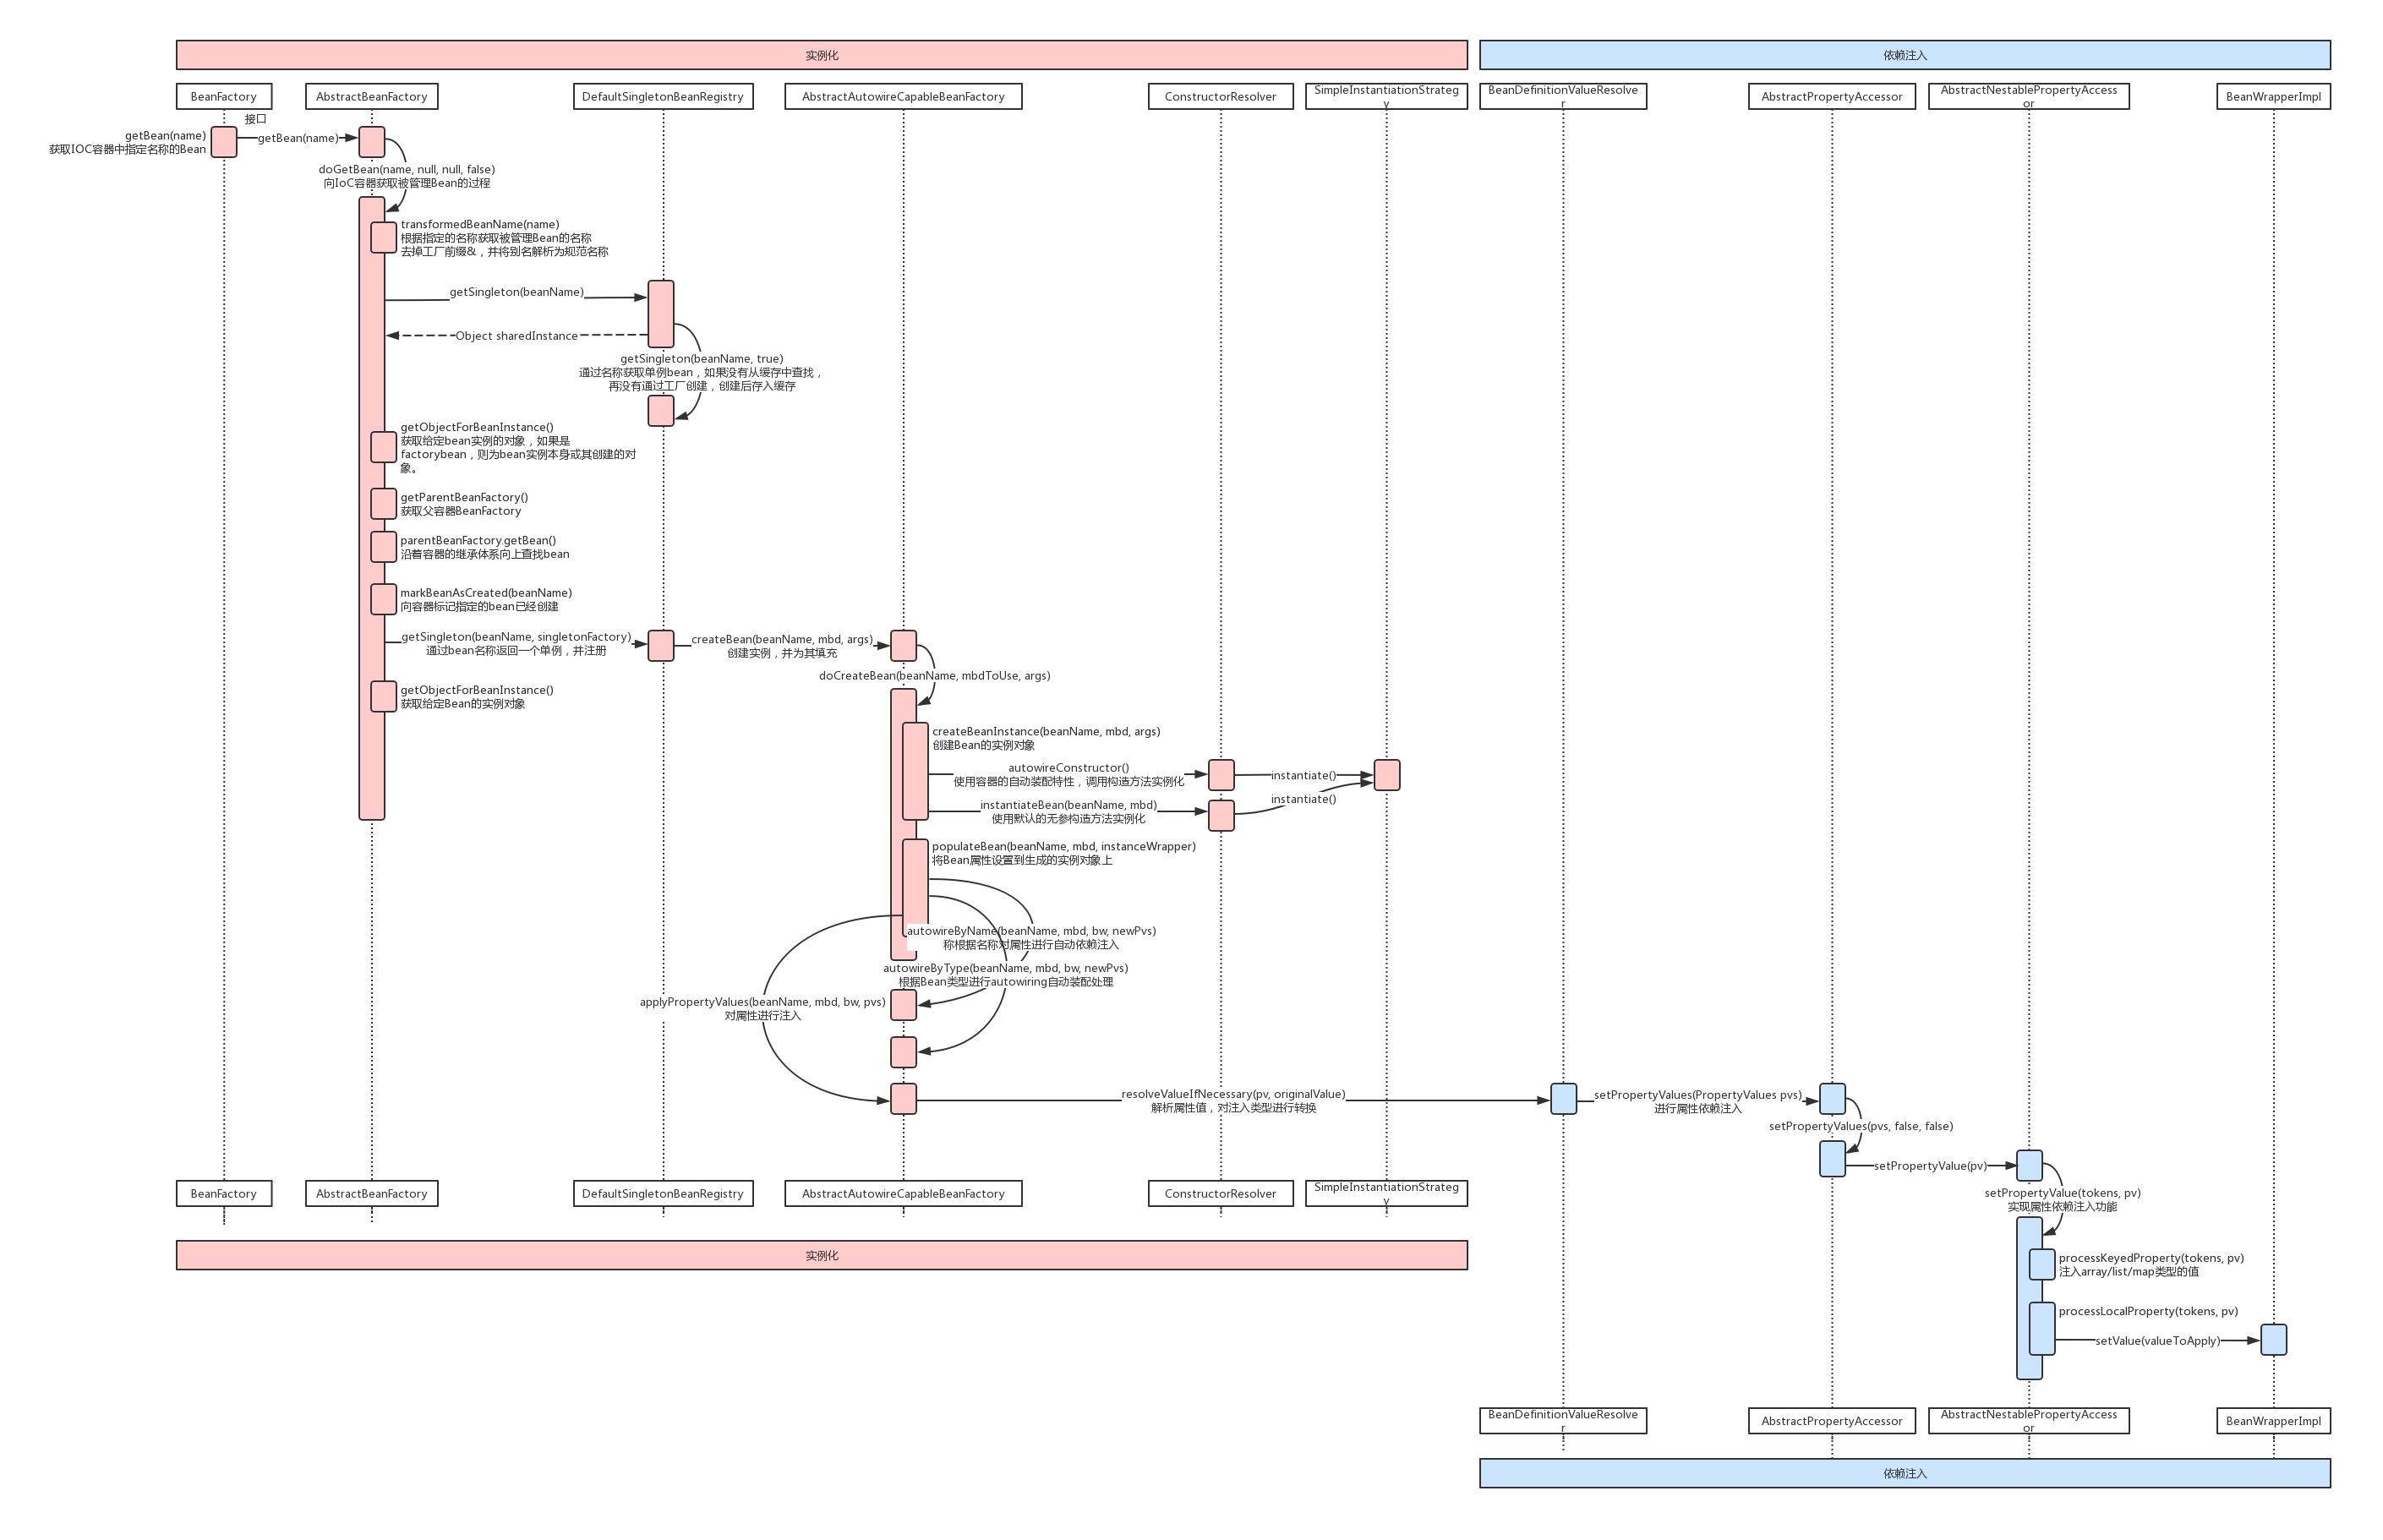 实例化
依赖注入
BeanFactory
AbstractBeanFactory
DefaultSingletonBeanRegistry
AbstractAutowireCapableBeanFactory
ConstructorResolver
SimpleInstantiationStrateg
y
BeanDefinitionValueResolve
r
AbstractPropertyAccessor
AbstractNestablePropertyAccess
or
BeanWrapperImpl
接口
getBean(name)
获取IOC容器中指定名称的Bean
getBean(name)
doGetBean(name, null, null, false)
向IoC容器获取被管理Bean的过程
transformedBeanName(name)
根据指定的名称获取被管理Bean的名称
去掉工厂前缀&，并将别名解析为规范名称
getSingleton(beanName)
Object sharedInstance
getSingleton(beanName, true)
通过名称获取单例bean，如果没有从缓存中查找，
再没有通过工厂创建，创建后存入缓存
getObjectForBeanInstance()
获取给定bean实例的对象，如果是
factorybean，则为bean实例本身或其创建的对
象。
getParentBeanFactory()
获取父容器BeanFactory
parentBeanFactory.getBean()
沿着容器的继承体系向上查找bean
markBeanAsCreated(beanName)
向容器标记指定的bean已经创建
getSingleton(beanName, singletonFactory)
通过bean名称返回一个单例，并注册
createBean(beanName, mbd, args)
创建实例，并为其填充
doCreateBean(beanName, mbdToUse, args)
getObjectForBeanInstance()
获取给定Bean的实例对象
createBeanInstance(beanName, mbd, args)
创建Bean的实例对象
autowireConstructor()
使用容器的自动装配特性，调用构造方法实例化
instantiate()
instantiateBean(beanName, mbd)
使用默认的无参构造方法实例化
instantiate()
populateBean(beanName, mbd, instanceWrapper)
将Bean属性设置到生成的实例对象上
autowireByName(beanName, mbd, bw, newPvs)
称根据名称对属性进行自动依赖注入
autowireByType(beanName, mbd, bw, newPvs)
根据Bean类型进行autowiring自动装配处理
applyPropertyValues(beanName, mbd, bw, pvs)
对属性进行注入
resolveValueIfNecessary(pv, originalValue)
解析属性值，对注入类型进行转换
setPropertyValues(PropertyValues pvs)
进行属性依赖注入
setPropertyValues(pvs, false, false)
setPropertyValue(pv)
setPropertyValue(tokens, pv)
实现属性依赖注入功能
BeanFactory
AbstractBeanFactory
DefaultSingletonBeanRegistry
AbstractAutowireCapableBeanFactory
ConstructorResolver
SimpleInstantiationStrateg
y
实例化
processKeyedProperty(tokens, pv)
注入array/list/map类型的值
processLocalProperty(tokens, pv)
setValue(valueToApply)
BeanDefinitionValueResolve
r
AbstractPropertyAccessor
AbstractNestablePropertyAccess
or
BeanWrapperImpl
依赖注入